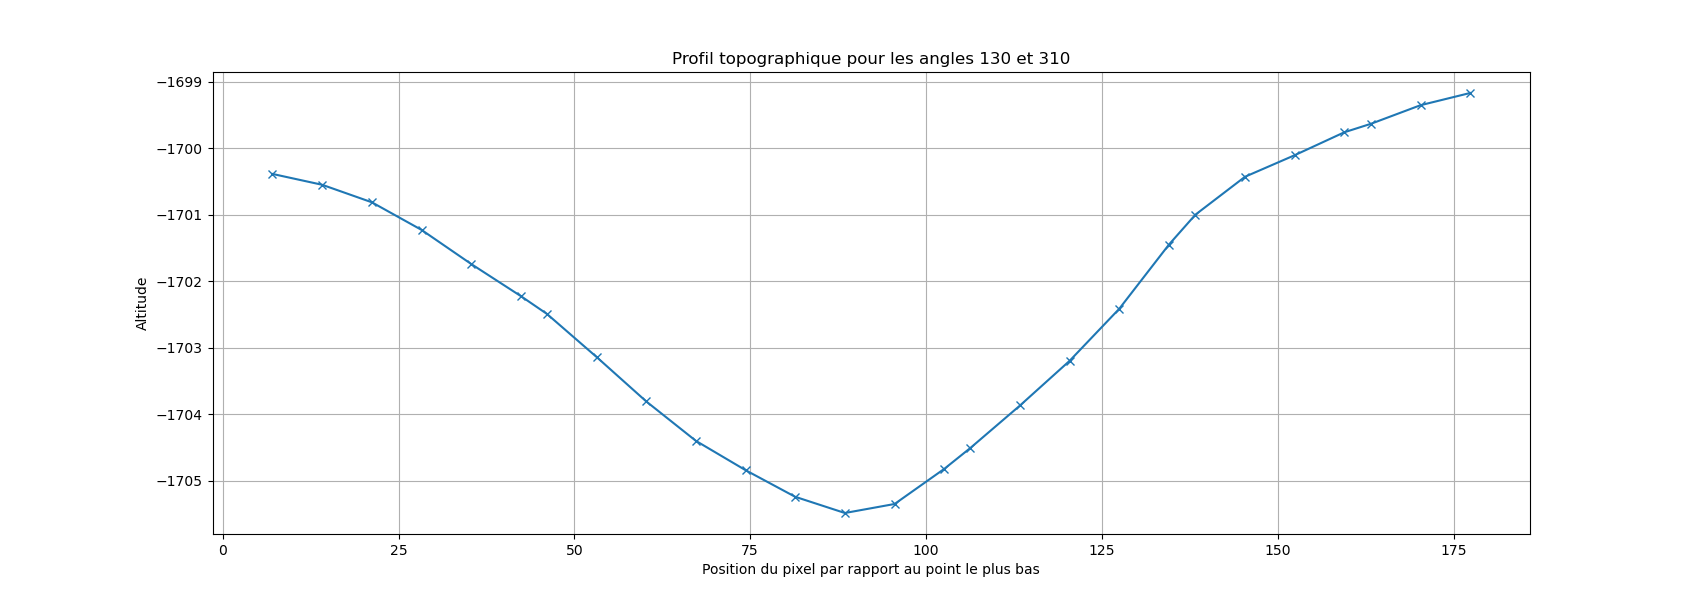 Profil topographique pour les angles 130 et 310
Altitude
−1699
−1700
−1701
−1702
−1703
−1704
−1705
0 25 50 75 100 125 150 175
Position du pixel par rapport au point le plus bas